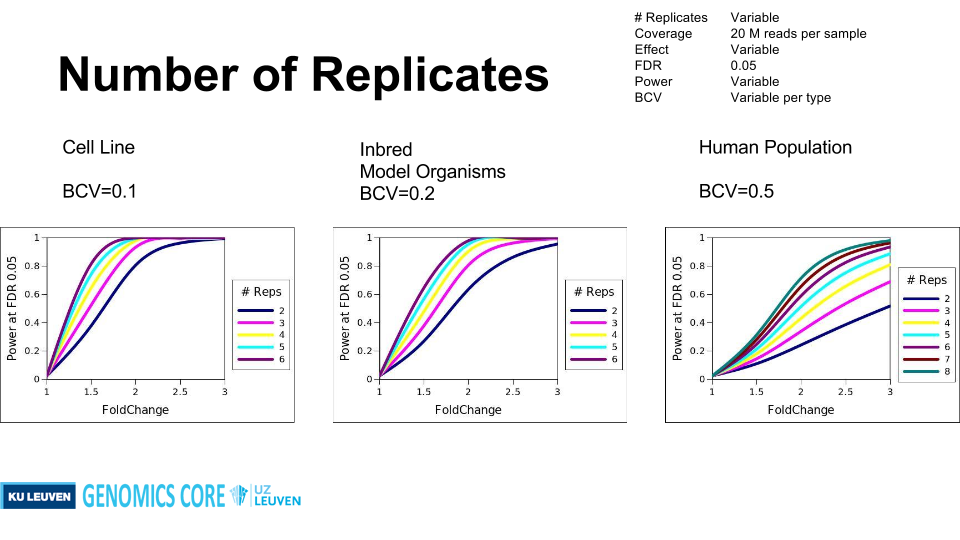 Number of Replicates
# Replicates Variable
Coverage 20 M reads per sample
Effect Variable
FDR 0.05
Power Variable
BCV Variable per type
Cell Line
BCV=0.1
Inbred
Model Organisms
BCV=0.2
Human Population
BCV=0.5
Power at FDR 0.05
1
0.8
0.6
0.4
0.2
0
1 1.5 2 2.5 3
FoldChange
# Reps
2
3
4
5
6
Power at FDR 0.05
1
0.8
0.6
0.4
0.2
0
1 1.5 2 2.5 3
FoldChange
# Reps
2
3
4
5
6
Power at FDR 0.05
1
0.8
0.6
0.4
0.2
0
1 1.5 2 2.5 3
FoldChange
# Reps
2
3
4
5
6
7
8
KU LEUVEN GENOMICS CORE
UZ
LEUVEN